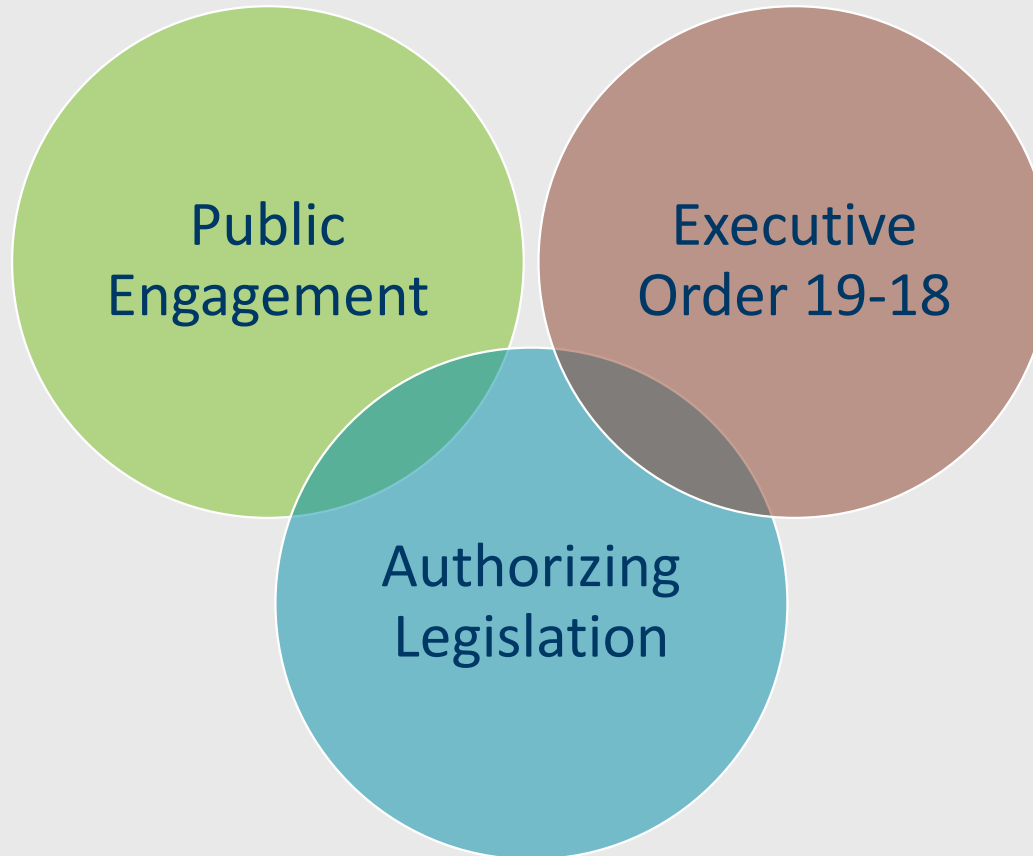 Public
Engagement
Executive
Order 19-18
Authorizing
Legislation